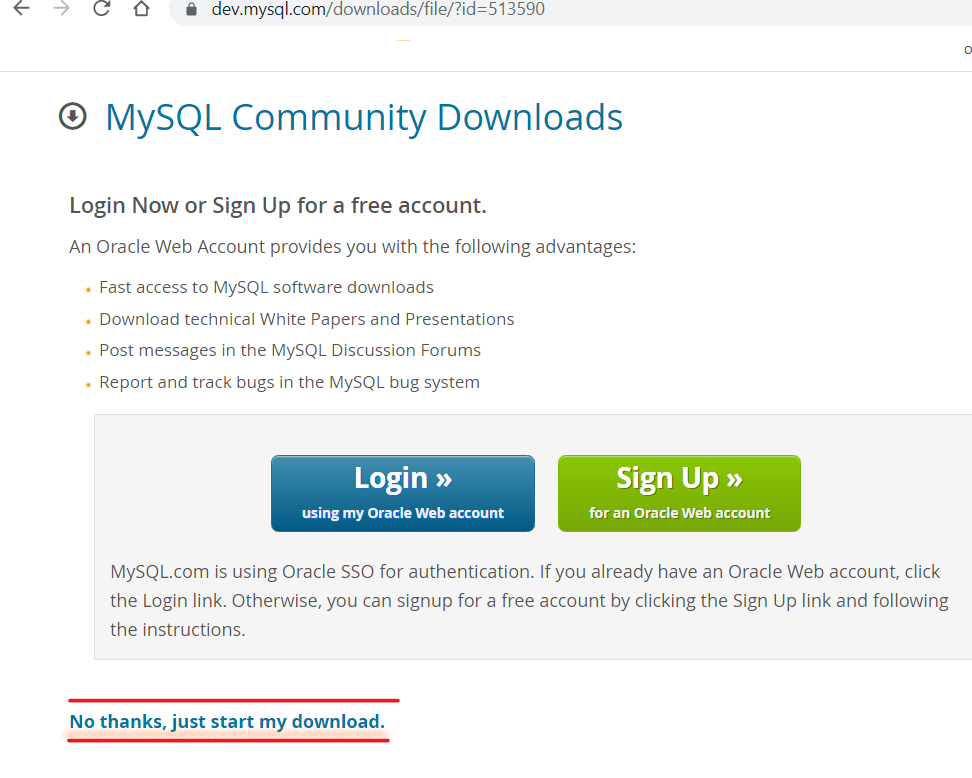 dev.mysql.com/downloads/file/?id=513590
MySQL Community Downloads
Login Now or Sign Up for a free account.
An Oracle Web Account provides you with the following advantages:
Fast access to MySQL software downloads
Download technical White Papers and Presentations
Post messages in the MySQL Discussion Forums
Report and track bugs in the MySQL bug system
Login »
using my Oracle Web account
Sign Up »
for an Oracle Web account
MySQL.com is using Oracle SSO for authentication. If you already have an Oracle Web account, click
the Login link. Otherwise, you can signup for a free account by clicking the Sign Up link and following
the instructions.
No thanks, just start my download.